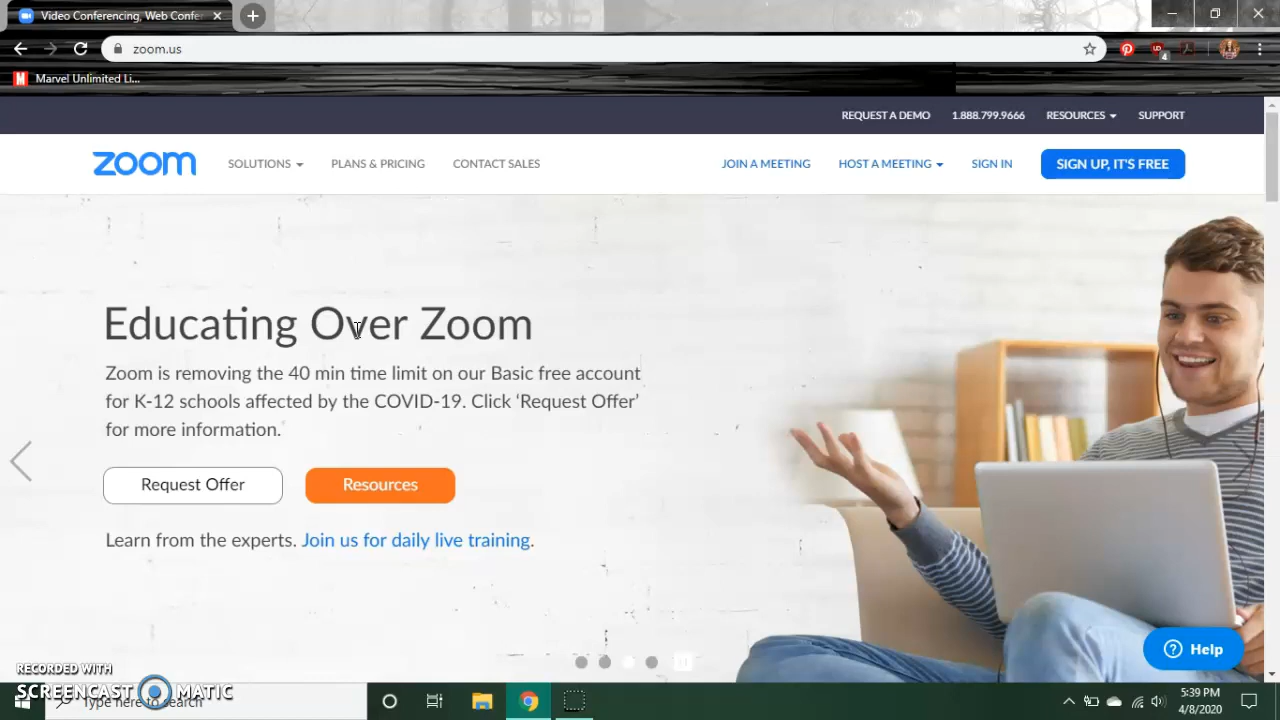 Video Conferencing, Web Confe
zoom.us
4
M Marvel Unlimited Li...
REQUEST A DEMO 1.888.799.9666 RESOURCES SUPPORT
zoom SOLUTIONS PLANS & PRICING CONTACT SALES JOIN A MEETING HOST A MEETING SIGN IN SIGN UP, IT'S FREE
Educating Over Zoom
Zoom is removing the 40 min time limit on our Basic free account
for K-12 schools affected by the COVID-19. Click ‘Request Offer’
for more information.
Request Offer Resources
Learn from the experts. Join us for daily live training.
? Help
RECORDED WITH
SCREENCAST MATIC
Type here to search
5:39 PM
4/8/2020